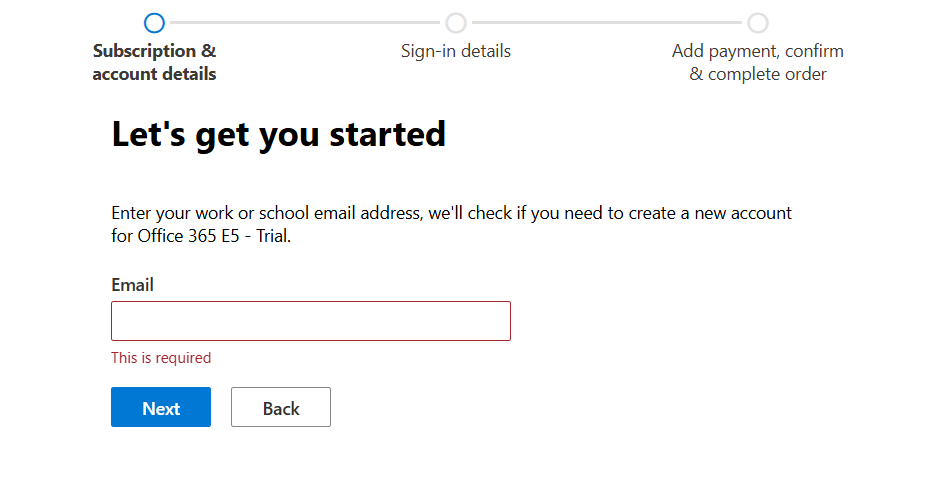 Subscription &
account details
Sign-in details
Add payment, confirm
& complete order
Let's get you started
Enter your work or school email address, we'll check if you need to create a new account
for Office 365 E5 - Trial.
Email
This is required
Next
Back